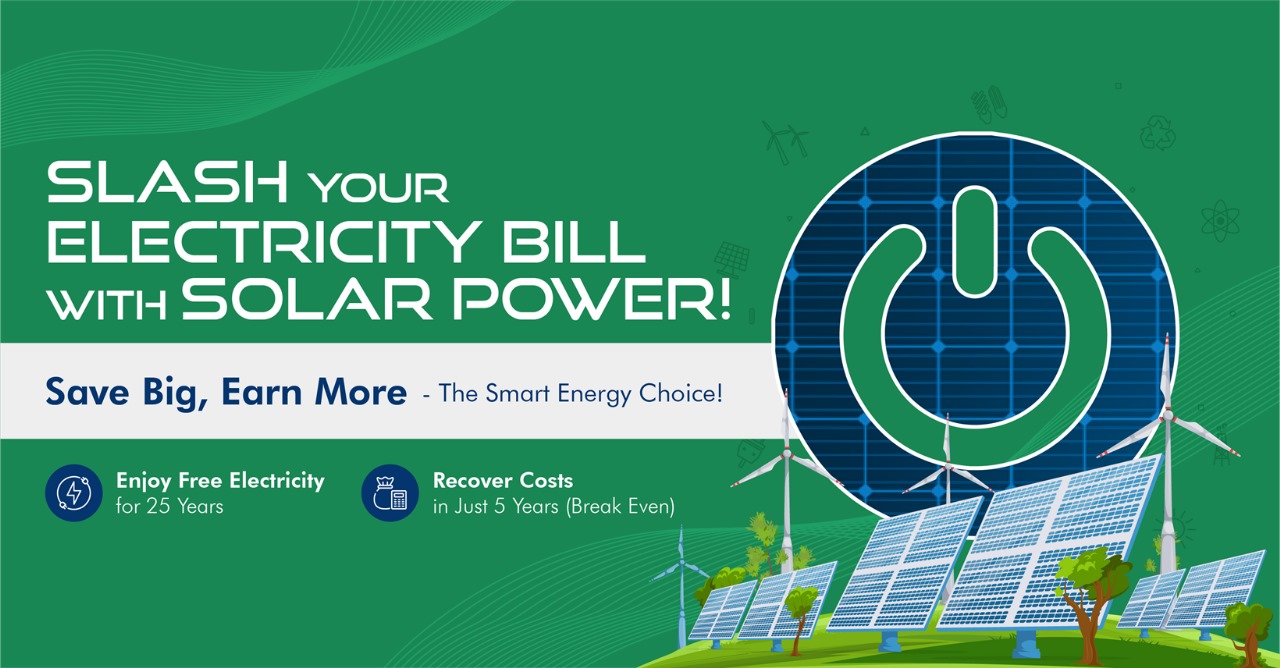 SLASH YOUR
ELECTRICITY BILL
WITH SOLAR POWER!
Save Big, Earn More - The Smart Energy Choice!
Enjoy Free Electricity
for 25 Years
Recover Costs
in Just 5 Years (Break Even)